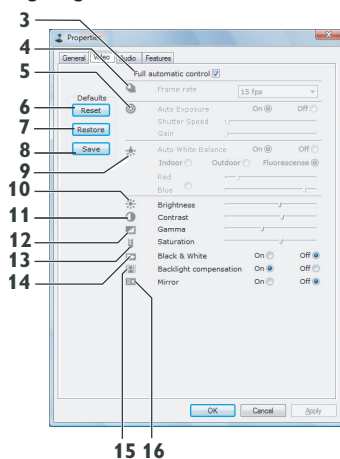 3
4
5
6
7
8
9
10
11
12
13
14
15 16
Properties
General Video Audio Features
Full automatic control
Defaults
Reset
Restore
Save
Frame rate 15 fps
Auto Exposure On Off
Shutter Speed
Gain
Auto White Balance On Off
Indoor Outdoor Fluorescense
Red
Blue
Brightness
Contrast
Gamma
Saturation
Black & White On Off
Backlight compensation On Off
Mirror On Off
OK Cancel Apply